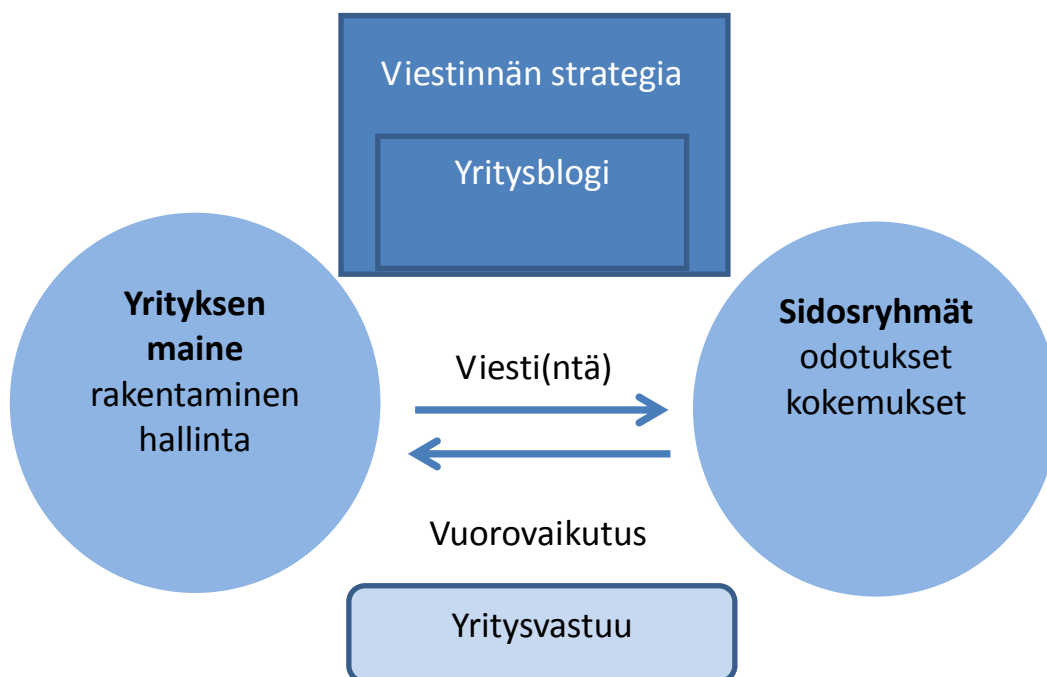 Viestinnän strategia
Yritysblogi
Yrityksen
maine
rakentaminen
hallinta
Viesti(ntä)
Vuorovaikutus
Sidosryhmät
odotukset
kokemukset
Yritysvastuu